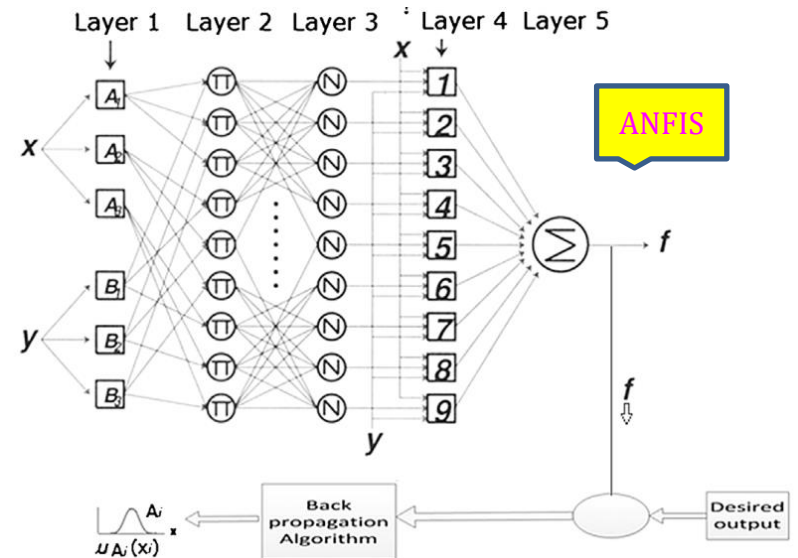 Layer 1 Layer 2 Layer 3 Layer 4 Layer 5
x
A1 Π N 1
A2 Π N 2
A3 Π N 3
Π N 4
Π N 5
B1 Π N 6
B2 Π N 7
B3 Π N 8
Π N 9
x
y
y
Σ
f
ANFIS
f
Desired
output
Back
propagation
Algorithm
Ai
x
μAi(xi)